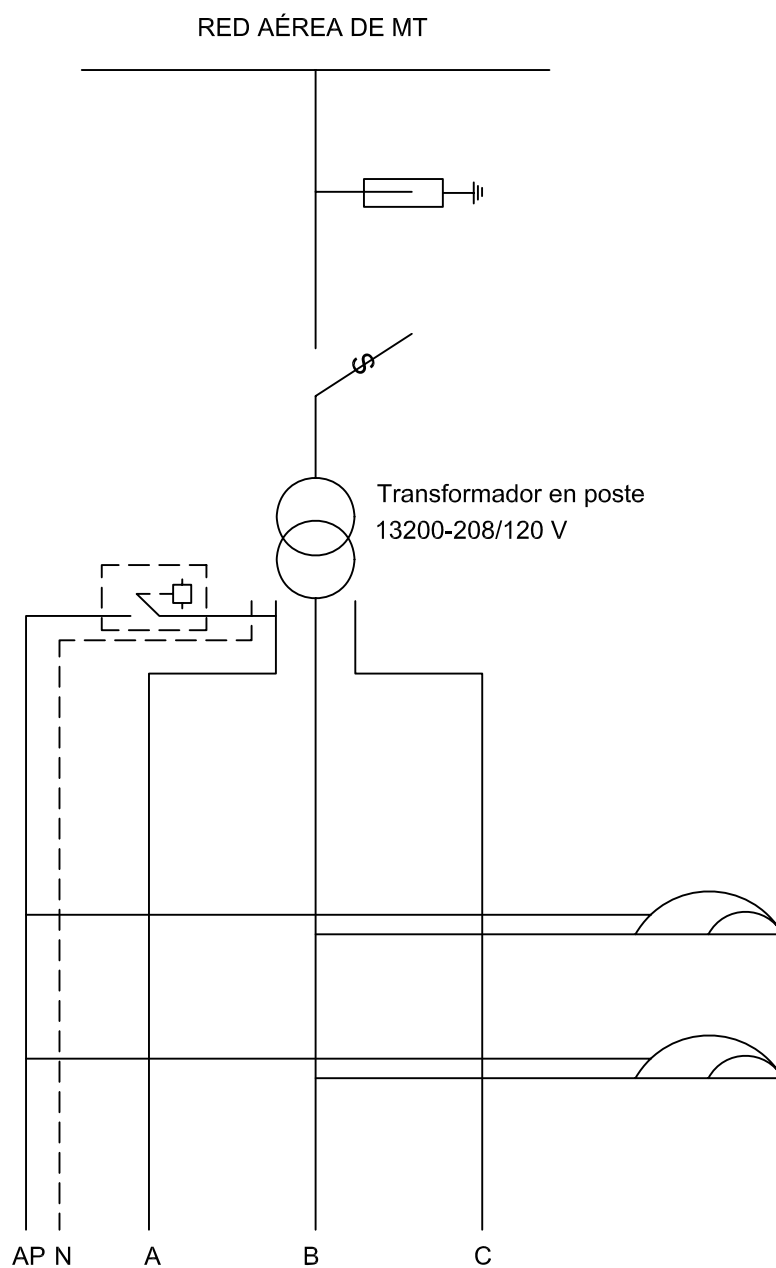 RED AÉREA DE MT
S
Transformador en poste
13200-208/120 V
AP N A B C